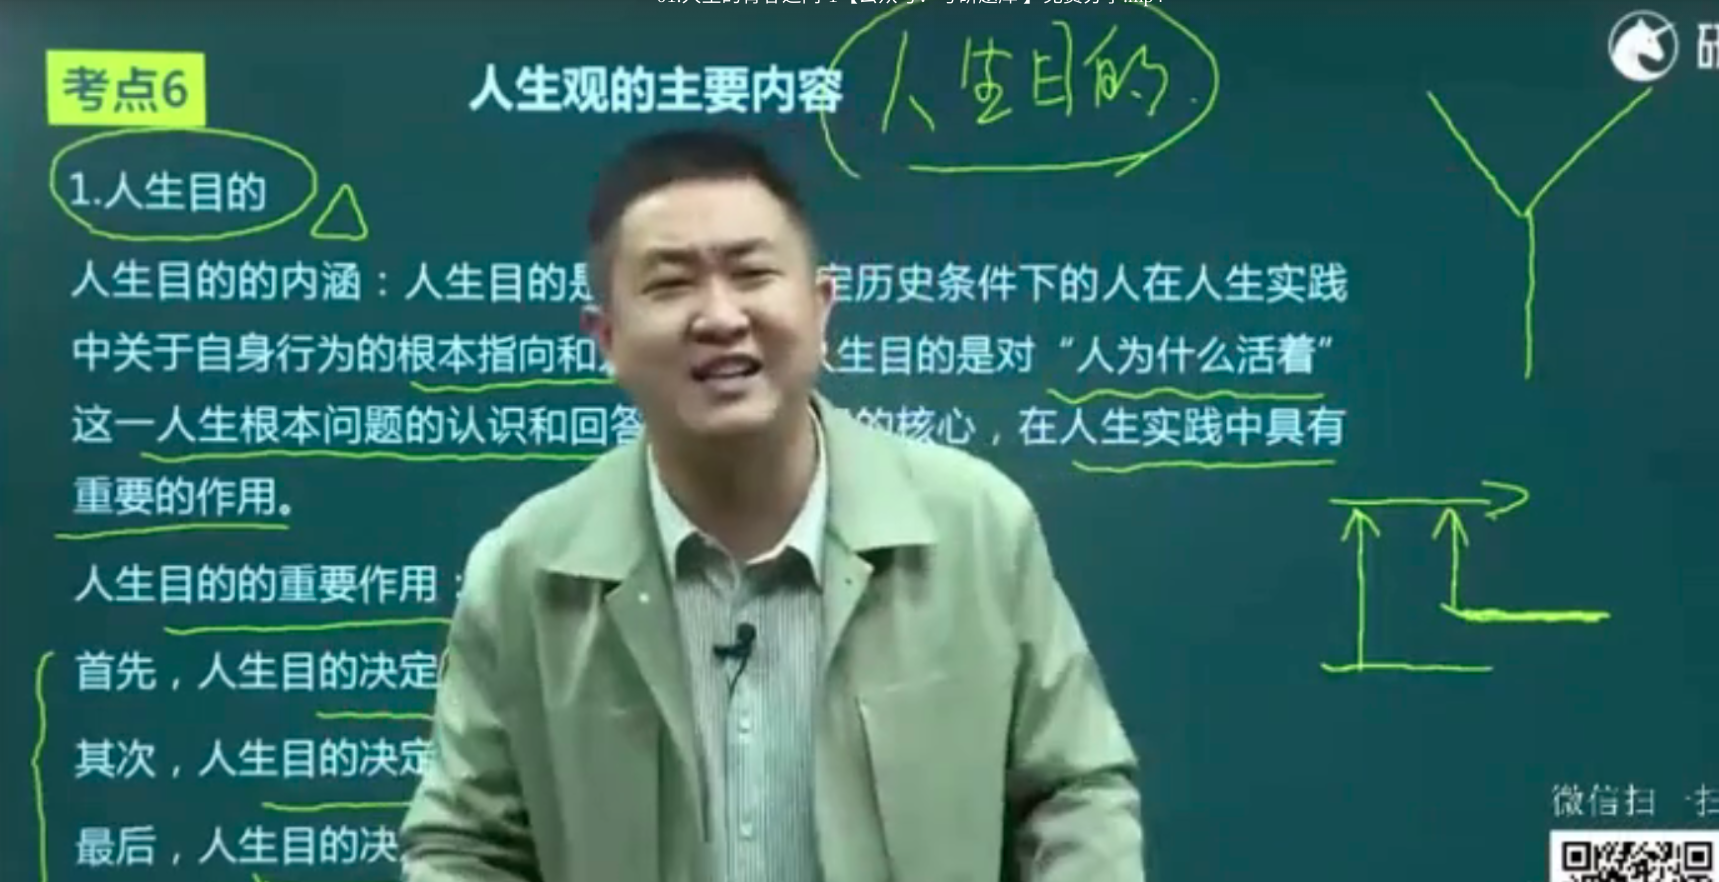 考点6
人生观的主要内容
人生目的
研
1.人生目的
人生目的的内涵：人生目的是 定历史条件下的人在人生实践
中关于自身行为的根本指向和 人生目的是对“人为什么活着”
这一人生根本问题的认识和回答 的核心，在人生实践中具有
重要的作用。
人生目的的重要作用：
首先，人生目的决定
其次，人生目的决定
最后，人生目的决
微信扫一扫